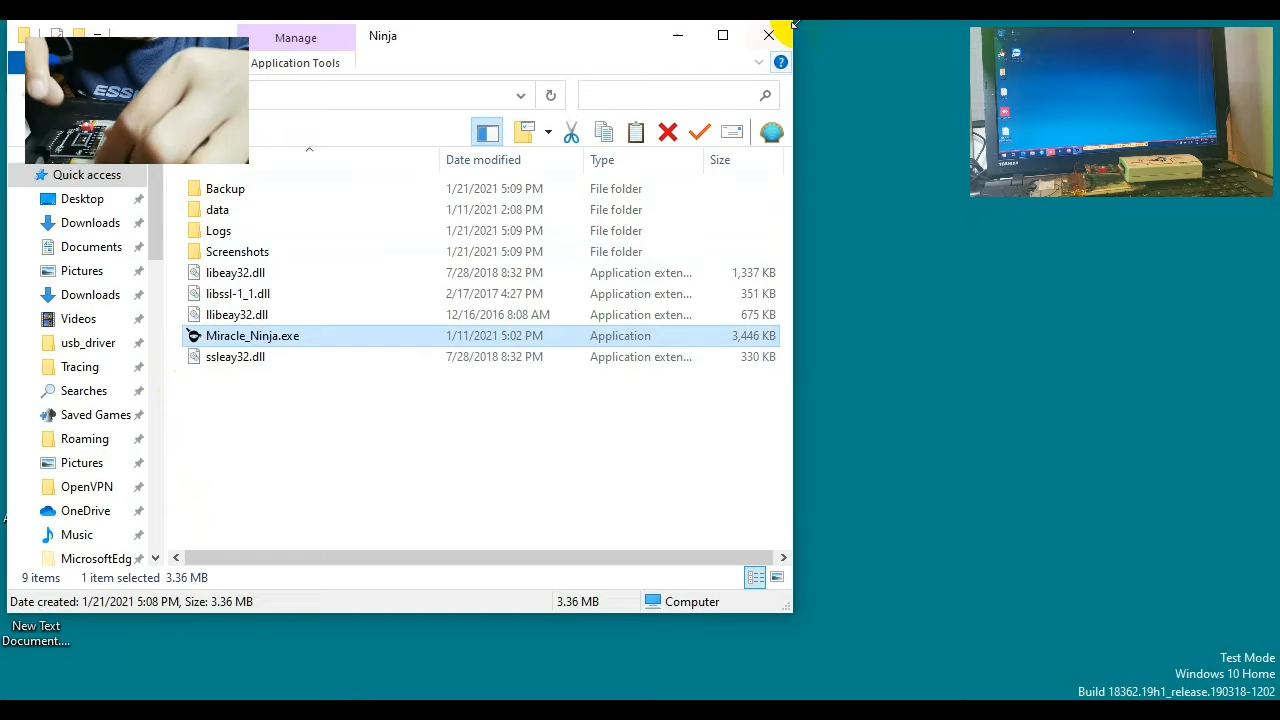 Manage
Ninja
Application Tools
ESS
Date modified
Type
Size
Quick access
Desktop
Downloads
Documents
Pictures
Downloads
Videos
usb_driver
Tracing
Searches
Saved Games
Roaming
Pictures
OpenVPN
OneDrive
Music
MicrosoftEdg
Backup 1/21/2021 5:09 PM File folder
data 1/11/2021 2:08 PM File folder
Logs 1/21/2021 5:09 PM File folder
Screenshots 1/21/2021 5:09 PM File folder
libeay32.dll 7/28/2018 8:32 PM Application exten... 1,337 KB
libssl-1_1.dll 2/17/2017 4:27 PM Application exten... 351 KB
llibeay32.dll 12/16/2016 8:08 AM Application exten... 675 KB
Miracle_Ninja.exe 1/11/2021 5:02 PM Application 3,446 KB
ssleay32.dll 7/28/2018 8:32 PM Application exten... 330 KB
9 items 1 item selected 3.36 MB
Date created: 1/21/2021 5:08 PM, Size: 3.36 MB 3.36 MB Computer
New Text
Document....
TOSHIBA
Test Mode
Windows 10 Home
Build 18362.19h1_release.190318-1202